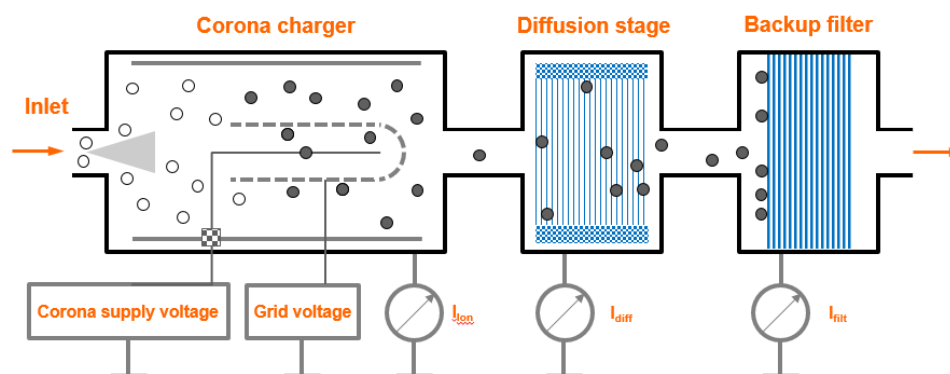 Corona charger
Diffusion stage
Backup filter
Inlet
Corona supply voltage
Grid voltage
Iion
Idiff
Ifilt